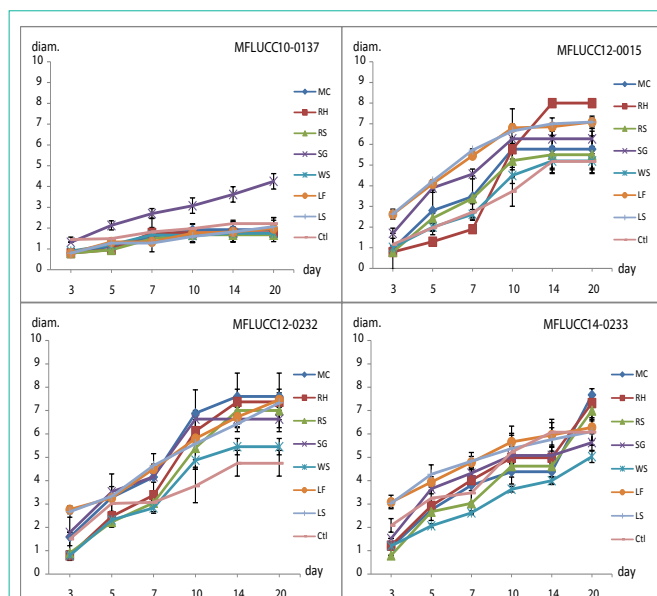 diam. MFLUCC10-0137
10
9
8
7
6
5
4
3
2
1
0
MC
RH
RS
SG
WS
LF
LS
Ctl
3 5 7 10 14 20
day
diam. MFLUCC12-0015
10
9
8
7
6
5
4
3
2
1
0
MC
RH
RS
SG
WS
LF
LS
Ctl
3 5 7 10 14 20
day
diam. MFLUCC12-0232
10
9
8
7
6
5
4
3
2
1
0
MC
RH
RS
SG
WS
LF
LS
Ctl
3 5 7 10 14 20
day
diam. MFLUCC14-0233
10
9
8
7
6
5
4
3
2
1
0
MC
RH
RS
SG
WS
LF
LS
Ctl
3 5 7 10 14 20
day